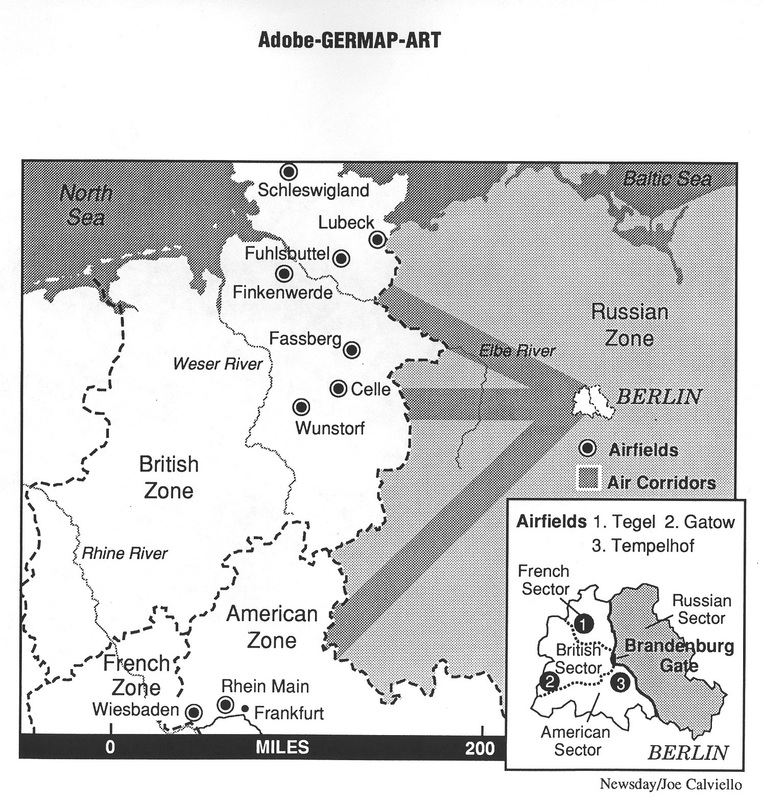 Adobe-GERMAP-ART
North
Sea
Baltic Sea
Schleswigland
Lubeck
Fuhlsbuttel
Finkenwerde
Russian
Zone
Fassberg
Elbe River
Weser River
Celle
BERLIN
Wunstorf
Airfields
British
Zone
Air Corridors
Airfields 1. Tegel 2. Gatow
3. Tempelhof
Rhine River
French
Sector
American
Zone
Russian
Sector
1
British
Sector
Brandenburg
Gate
French
Zone
2
3
Rhein Main
Wiesbaden
Frankfurt
American
Sector
BERLIN
0 MILES 200
Newsday/Joe Calviello